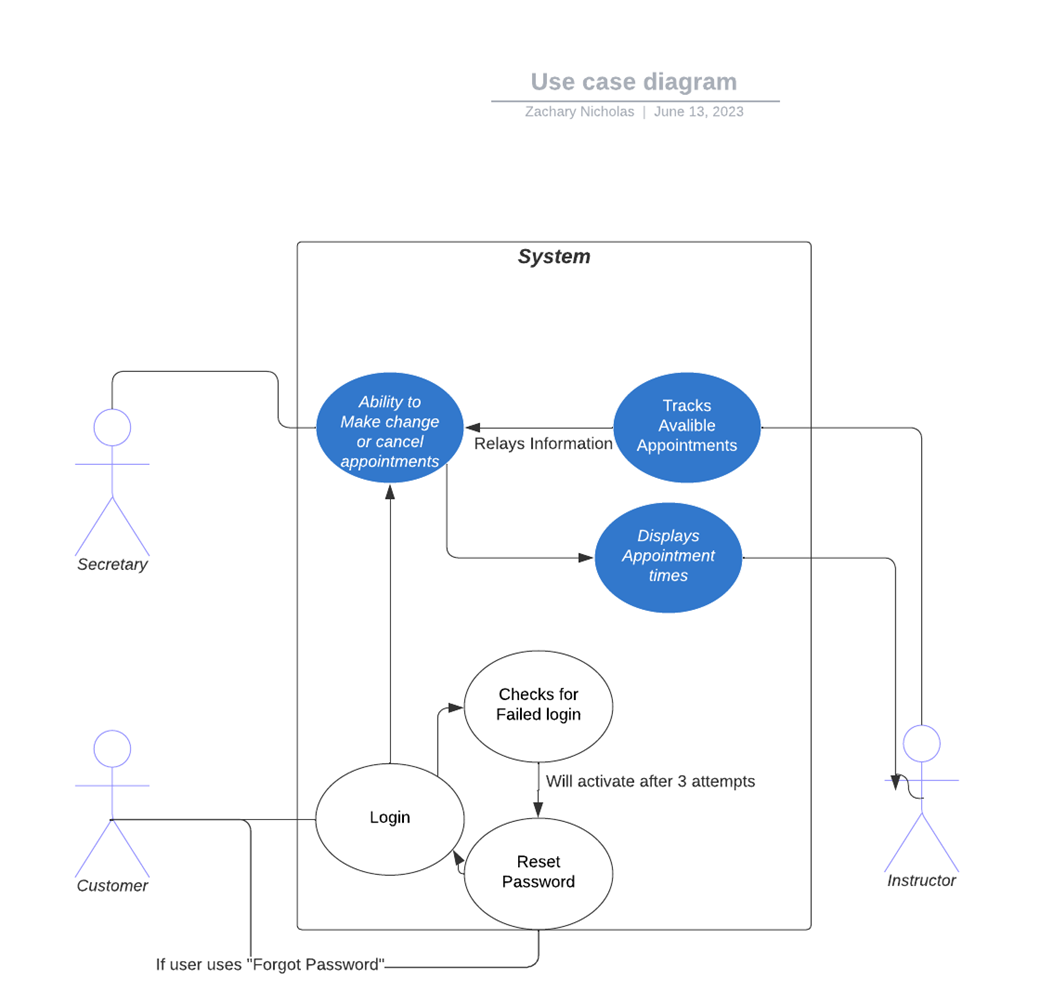 Use case diagram
Zachary Nicholas | June 13, 2023
System
Ability to
Make change
or cancel
appointments
Tracks
Avalible
Appointments
Relays Information
Displays
Appointment
times
Secretary
Checks for
Failed login
Will activate after 3 attempts
Login
Reset
Password
Customer
Instructor
If user uses "Forgot Password"